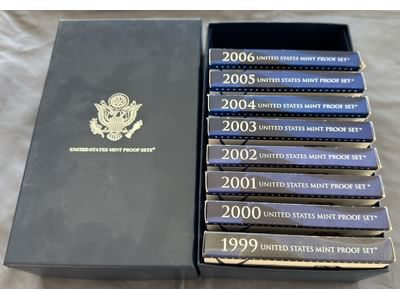 UNITED STATES MINT PROOF SETS®
2006 UNITED STATES MINT PROOF SET®
2005 UNITED STATES MINT PROOF SET®
2004 UNITED STATES MINT PROOF SET®
2003 UNITED STATES MINT PROOF SET®
2002 UNITED STATES MINT PROOF SET®
2001 UNITED STATES MINT PROOF SET®
2000 UNITED STATES MINT PROOF SET®
1999 UNITED STATES MINT PROOF SET®